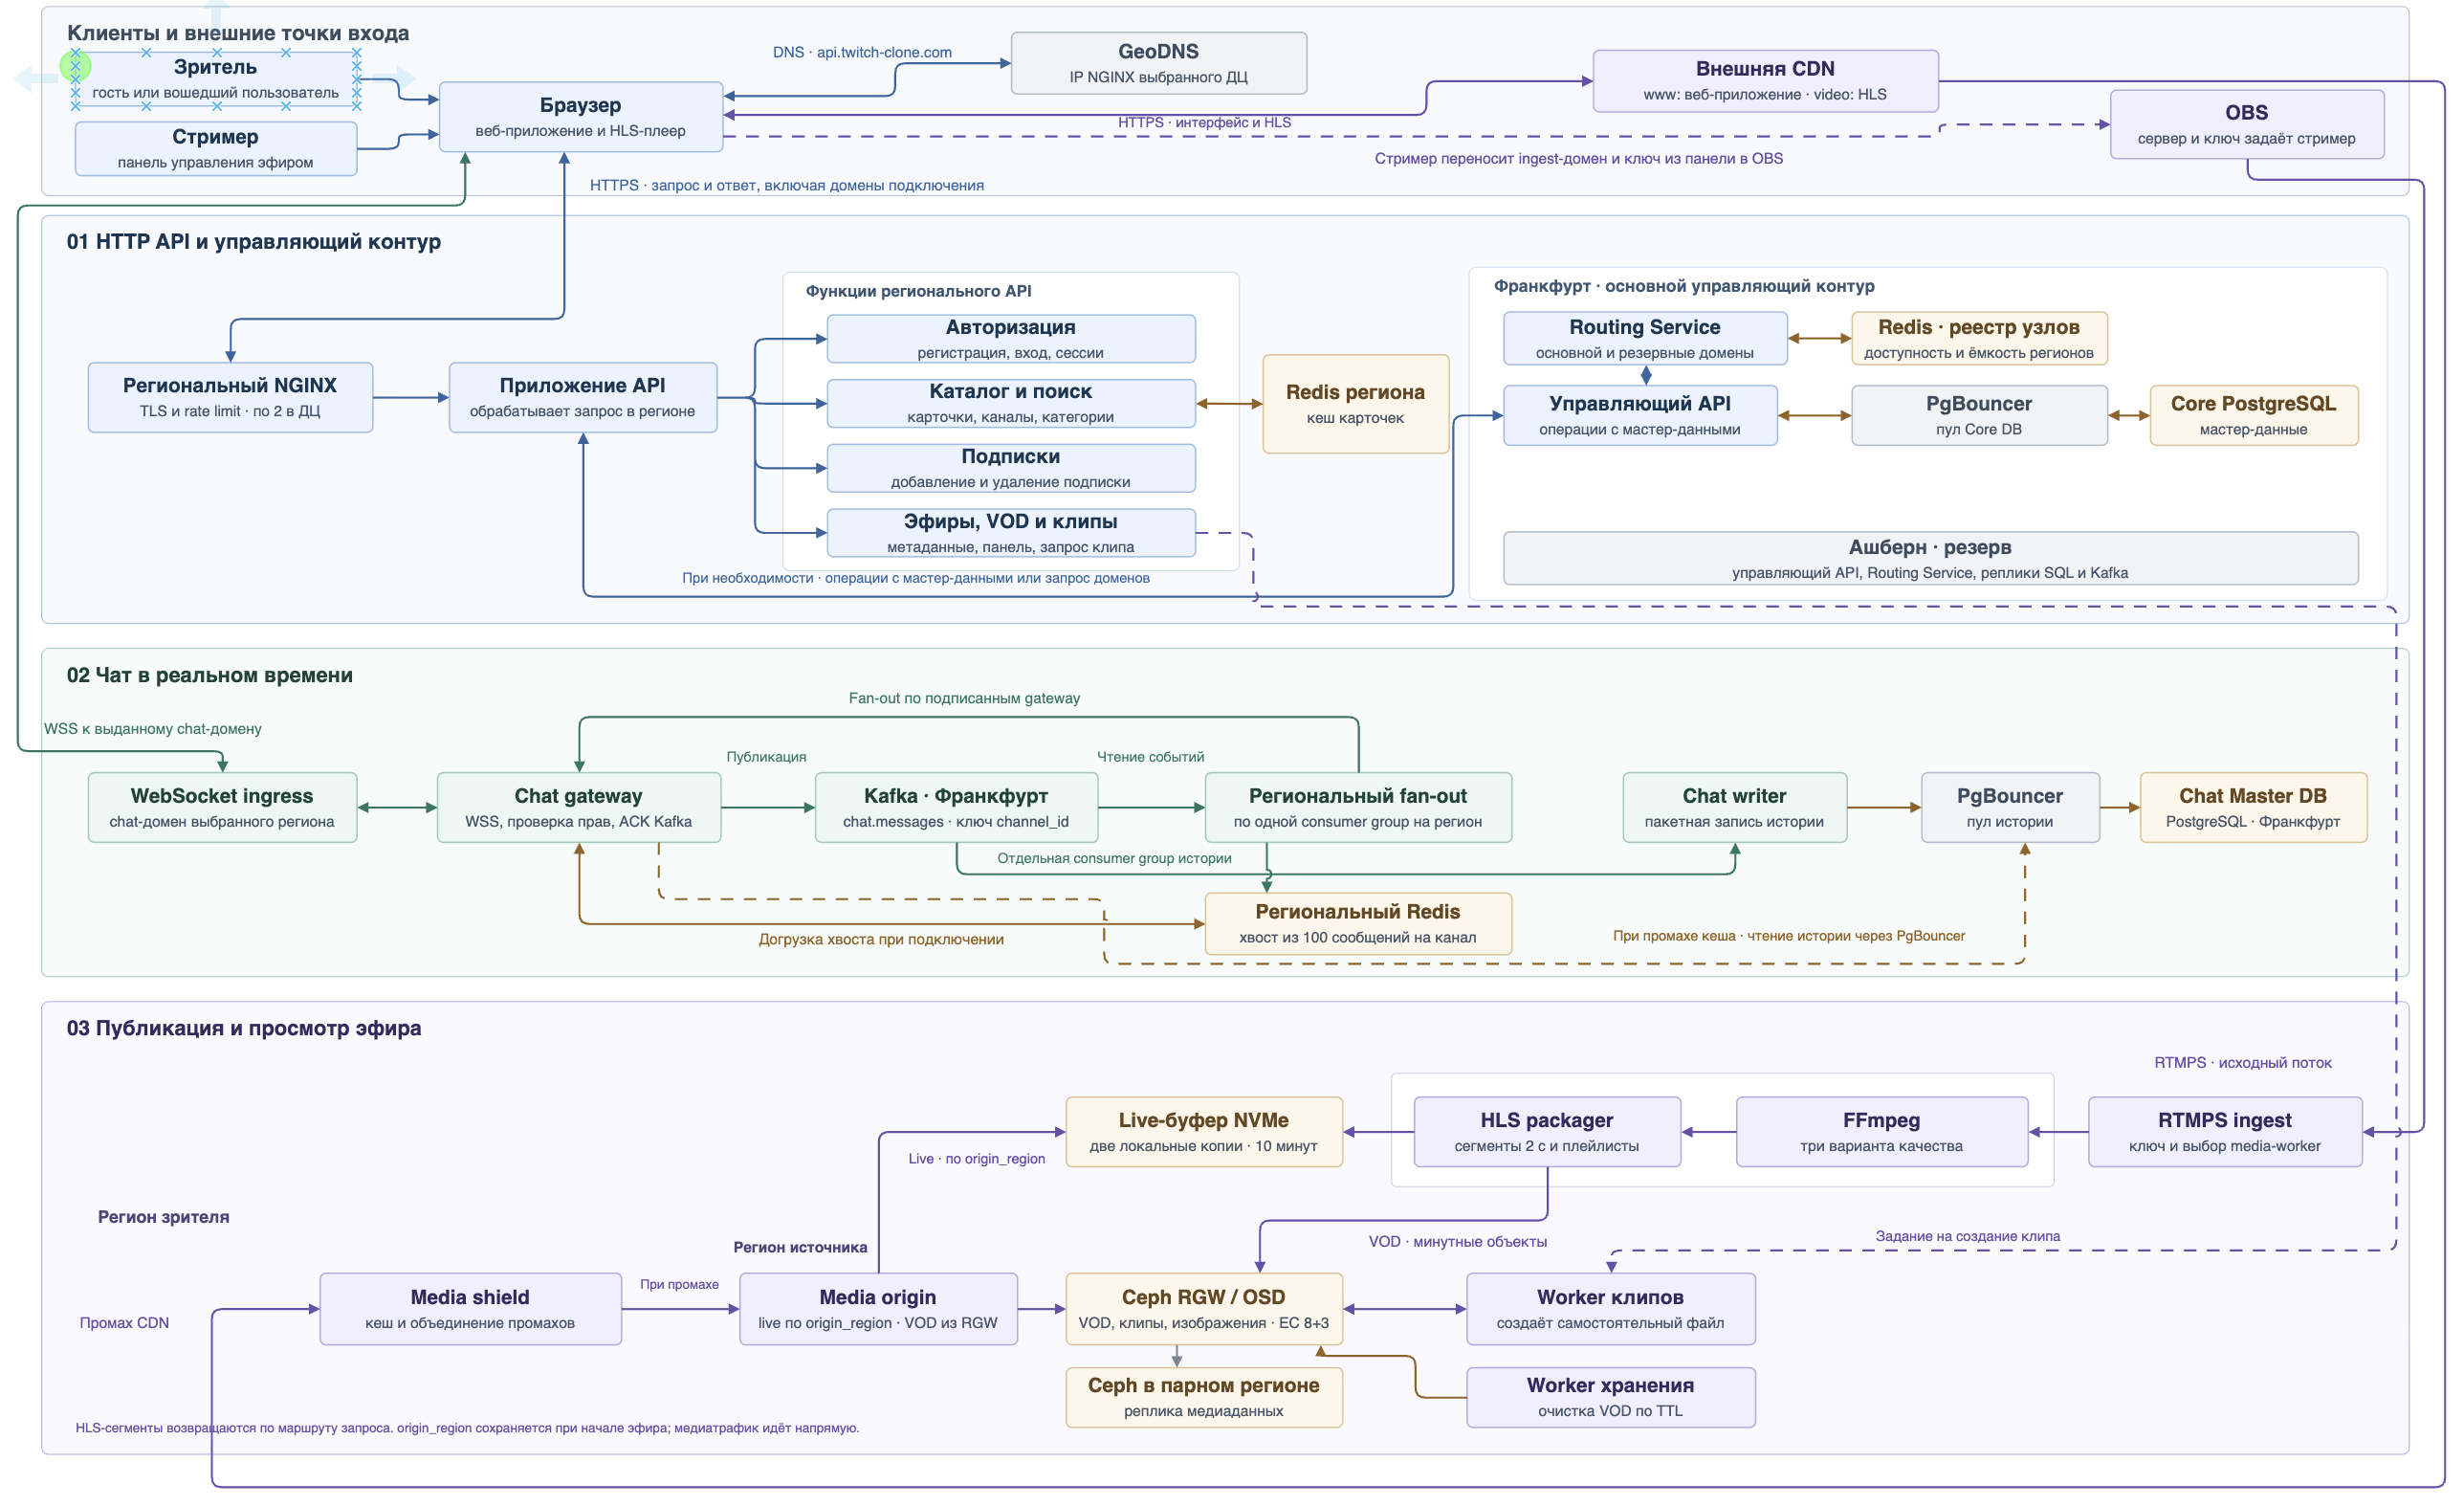 Клиенты и внешние точки входа
Зритель
гость или вошедший пользователь
Стример
панель управления эфиром
Браузер
веб-приложение и HLS-плеер
DNS · api.twitch-clone.com
GeoDNS
IP NGINX выбранного ДЦ
Внешняя CDN
www: веб-приложение · video: HLS
OBS
сервер и ключ задаёт стример
HTTPS · интерфейс и HLS
Стример переносит ingest-домен и ключ из панели в OBS
HTTPS · запрос и ответ, включая домены подключения
01 HTTP API и управляющий контур
Региональный NGINX
TLS и rate limit · по 2 в ДЦ
Приложение API
обрабатывает запрос в регионе
Функции регионального API
Авторизация
регистрация, вход, сессии
Каталог и поиск
карточки, каналы, категории
Подписки
добавление и удаление подписки
Эфиры, VOD и клипы
метаданные, панель, запрос клипа
Redis региона
кеш карточек
При необходимости · операции с мастер-данными или запрос доменов
Франкфурт · основной управляющий контур
Routing Service
основной и резервные домены
Redis · реестр узлов
доступность и ёмкость регионов
Управляющий API
операции с мастер-данными
PgBouncer
пул Core DB
Core PostgreSQL
мастер-данные
Ашберн · резерв
управляющий API, Routing Service, реплики SQL и Kafka
02 Чат в реальном времени
Fan-out по подписанным gateway
WSS к выданному chat-домену
Публикация
Чтение событий
WebSocket ingress
chat-домен выбранного региона
Chat gateway
WSS, проверка прав, ACK Kafka
Kafka · Франкфурт
chat.messages · ключ channel_id
Региональный fan-out
по одной consumer group на регион
Chat writer
пакетная запись истории
PgBouncer
пул истории
Chat Master DB
PostgreSQL · Франкфурт
Отдельная consumer group истории
Региональный Redis
хвост из 100 сообщений на канал
Догрузка хвоста при подключении
При промахе кеша · чтение истории через PgBouncer
03 Публикация и просмотр эфира
RTMPS · исходный поток
Live-буфер NVMe
две локальные копии · 10 минут
HLS packager
сегменты 2 с и плейлисты
FFmpeg
три варианта качества
RTMPS ingest
ключ и выбор media-worker
Live · по origin_region
Регион зрителя
Регион источника
VOD · минутные объекты
Задание на создание клипа
Промах CDN
Media shield
кеш и объединение промахов
При промахе
Media origin
live по origin_region · VOD из RGW
Ceph RGW / OSD
VOD, клипы, изображения · EC 8+3
Worker клипов
создаёт самостоятельный файл
Ceph в парном регионе
реплика медиаданных
Worker хранения
очистка VOD по TTL
HLS-сегменты возвращаются по маршруту запроса. origin_region сохраняется при начале эфира; медиатрафик идёт напрямую.